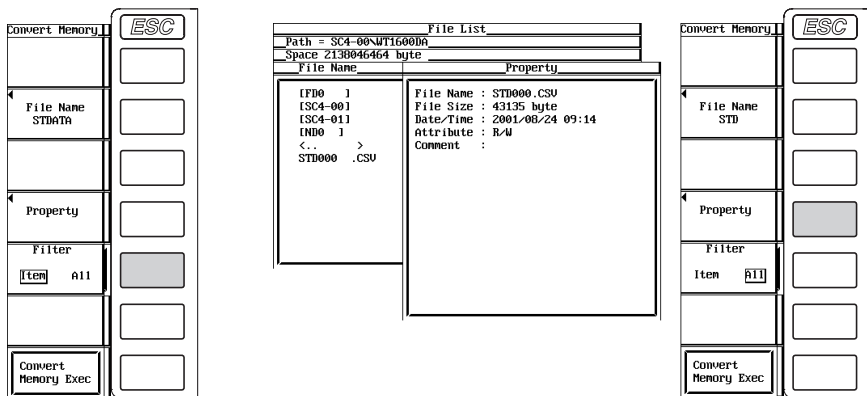 Convert Memory
ESC
File Name
STDATA
Property
Filter
Item All
Convert
Memory Exec
File List
Path = SC4-00\WT1600DA
Space 2138046464 byte
File Name
[FD0 ]
[SC4-00]
[SC4-01]
[ND0 ]
<.. >
STD000 .CSV
Property
File Name : STD000.CSV
File Size : 43135 byte
Date/Time : 2001/08/24 09:14
Attribute : R/W
Comment :
Convert Memory
ESC
File Name
STD
Property
Filter
Item All
Convert
Memory Exec